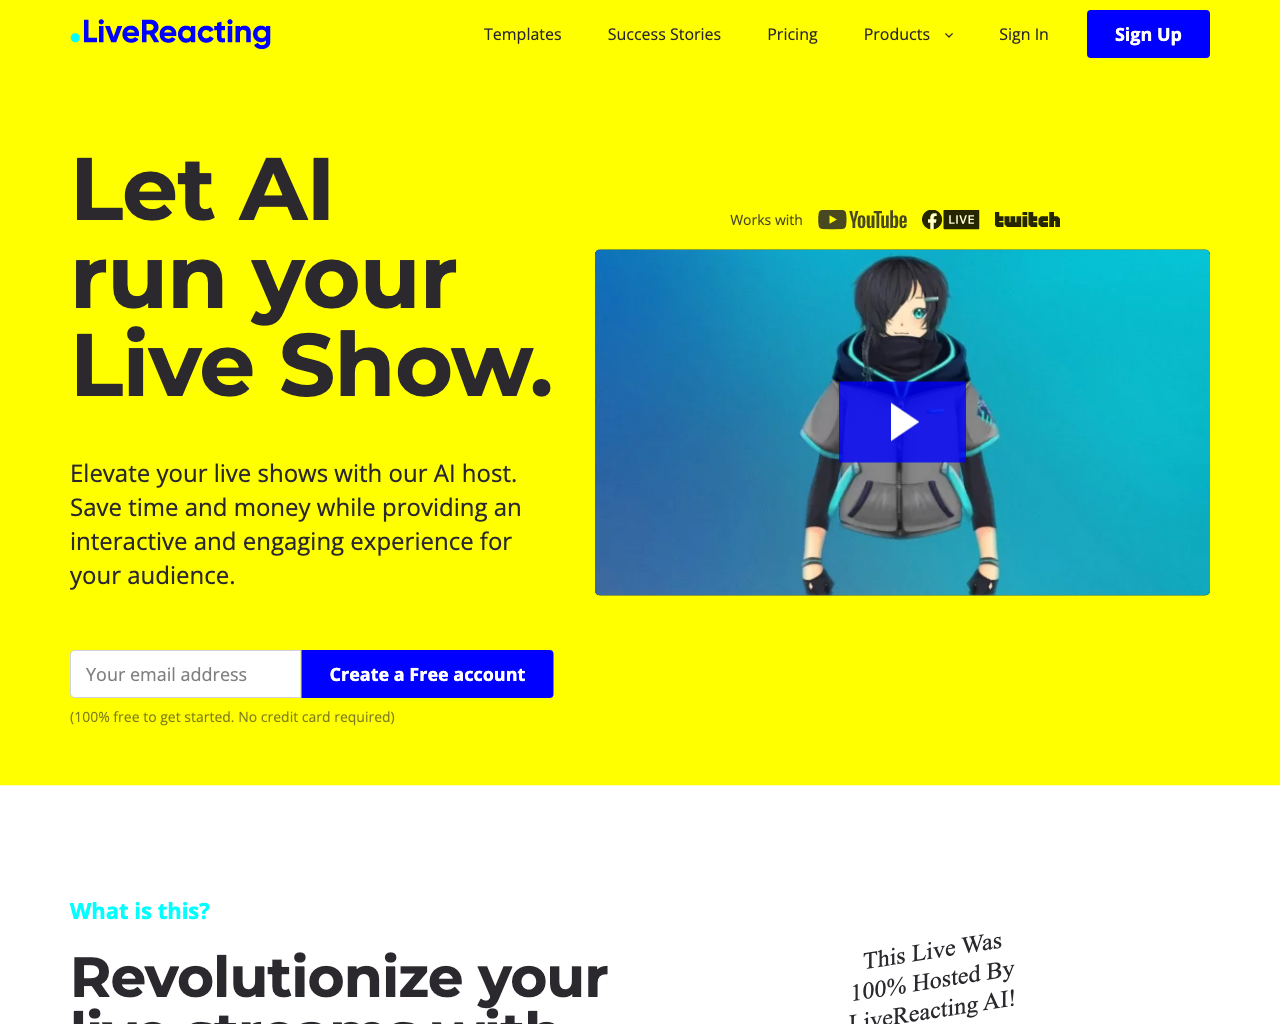 LiveReacting
Templates
Success Stories
Pricing
Products
Sign In
Sign Up
Let AI
run your
Live Show.
Elevate your live shows with our AI host.
Save time and money while providing an
interactive and engaging experience for
your audience.
Your email address
Create a Free account
(100% free to get started. No credit card required)
Works with
YouTube
LIVE
twitch
What is this?
Revolutionize your
live streams with
This Live Was
100% Hosted By
LiveReacting AI!